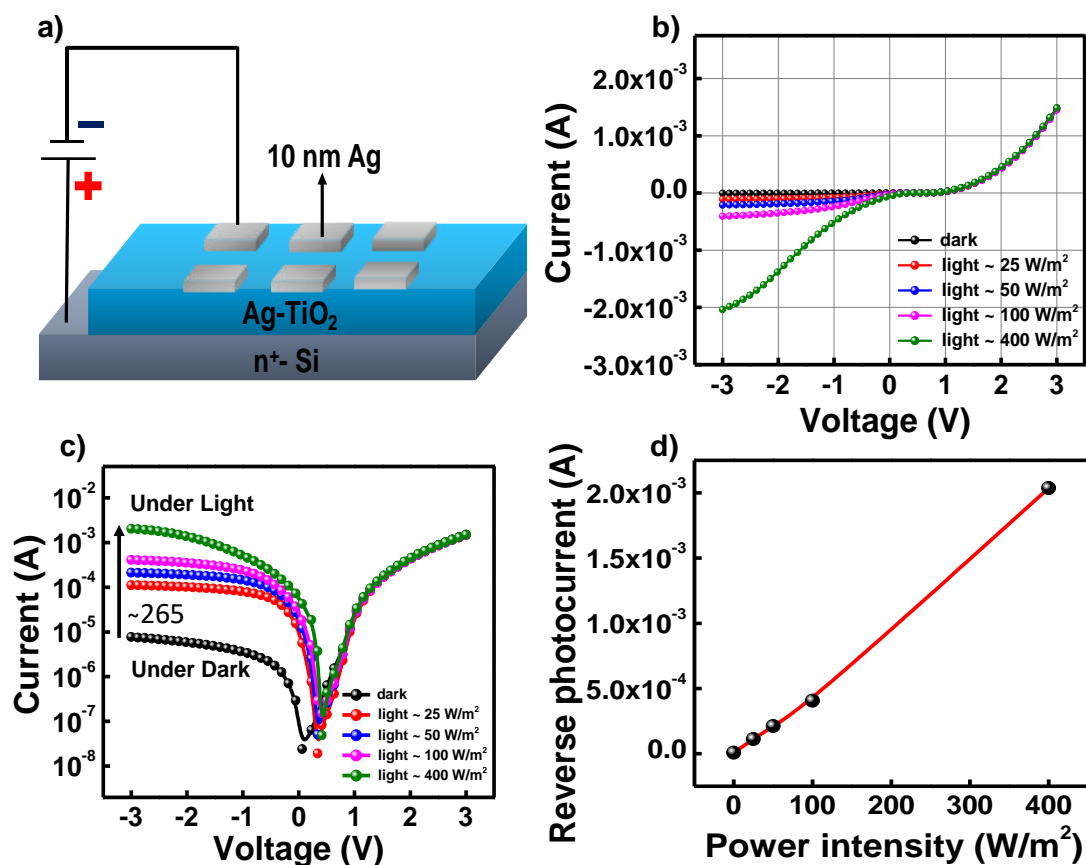 a)
−
+
10 nm Ag
Ag-TiO₂
n⁺- Si
b)
Current (A)
2.0x10⁻³
1.0x10⁻³
0.0
-1.0x10⁻³
-2.0x10⁻³
-3.0x10⁻³
dark
light ~ 25 W/m²
light ~ 50 W/m²
light ~ 100 W/m²
light ~ 400 W/m²
-3 -2 -1 0 1 2 3
Voltage (V)
c)
Current (A)
10⁻²
10⁻³
10⁻⁴
10⁻⁵
10⁻⁶
10⁻⁷
10⁻⁸
Under Light
~265
Under Dark
dark
light ~ 25 W/m²
light ~ 50 W/m²
light ~ 100 W/m²
light ~ 400 W/m²
-3 -2 -1 0 1 2 3
Voltage (V)
d)
Reverse photocurrent (A)
2.0x10⁻³
1.5x10⁻³
1.0x10⁻³
5.0x10⁻⁴
0.0
0 100 200 300 400
Power intensity (W/m²)